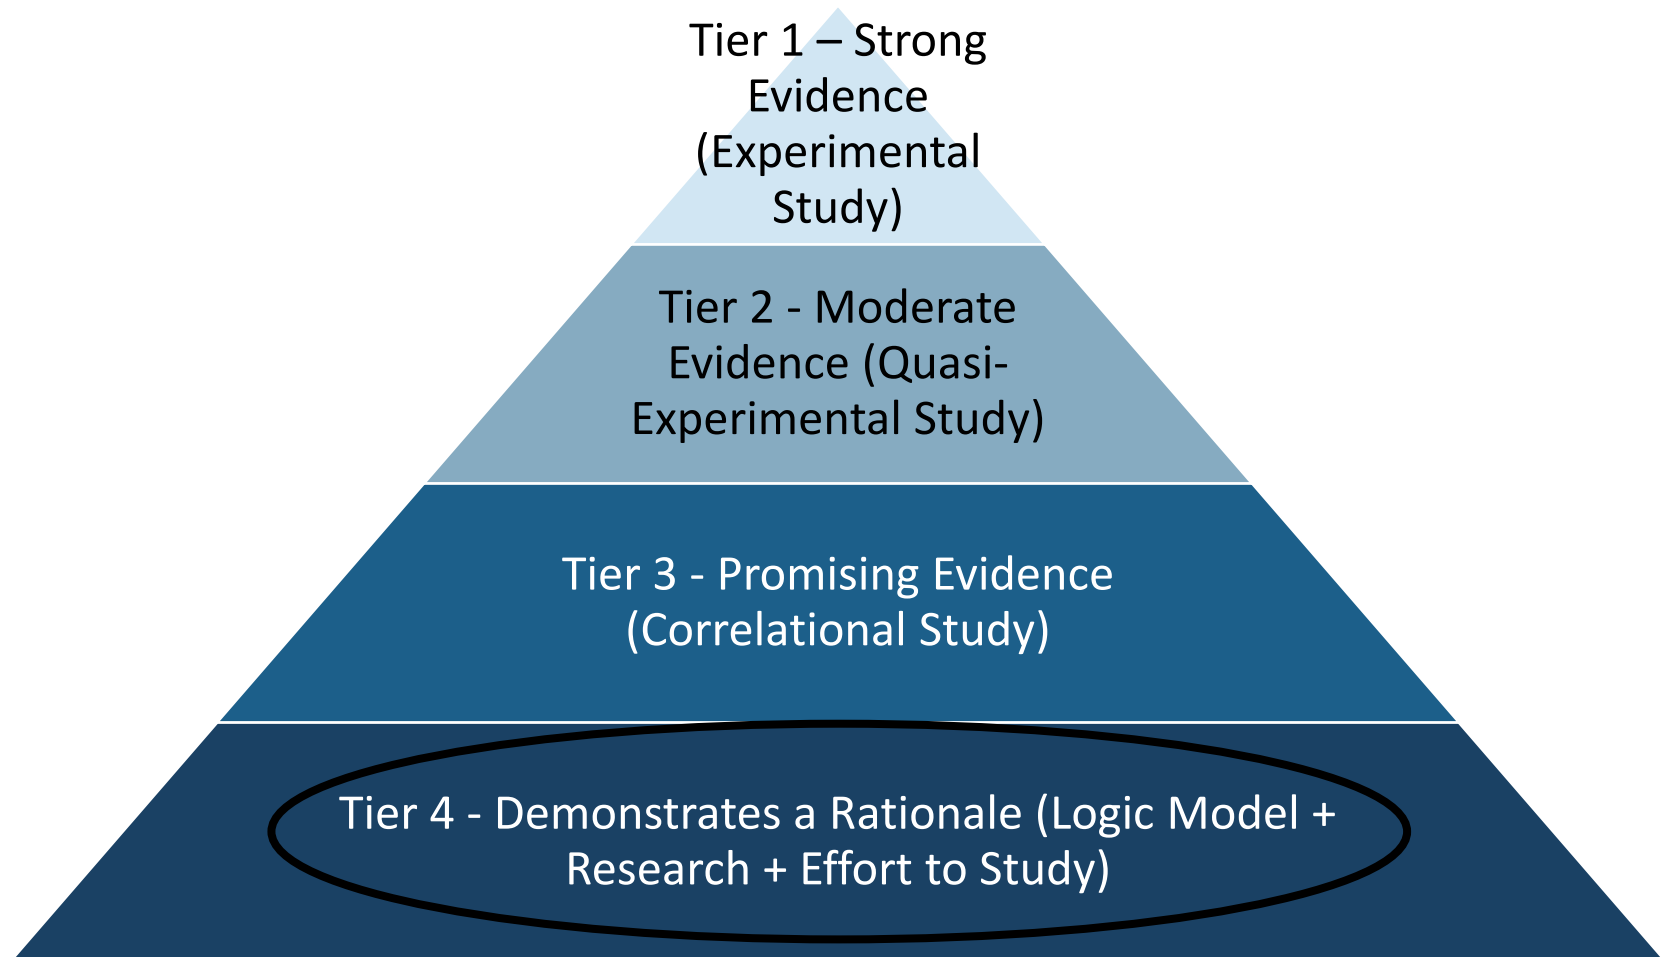 Tier 1 – Strong
Evidence
(Experimental
Study)
Tier 2 - Moderate
Evidence (Quasi-
Experimental Study)
Tier 3 - Promising Evidence
(Correlational Study)
Tier 4 - Demonstrates a Rationale (Logic Model +
Research + Effort to Study)